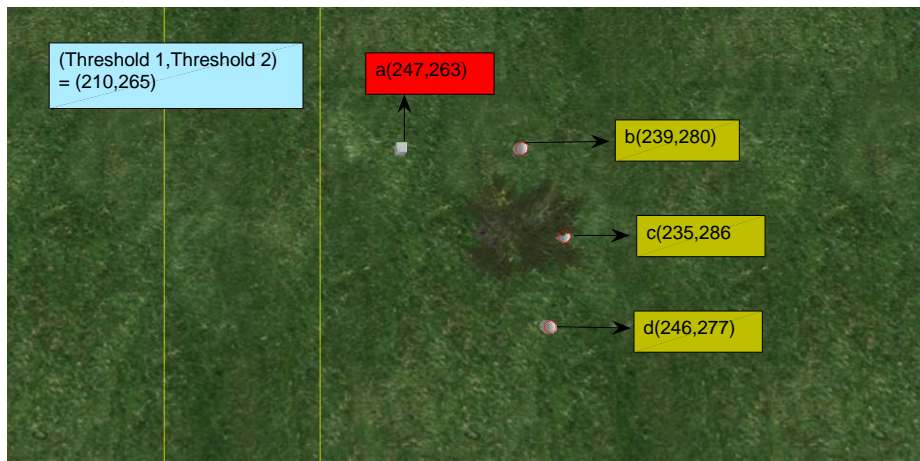 (Threshold 1,Threshold 2)
= (210,265)
a(247,263)
b(239,280)
c(235,286
d(246,277)